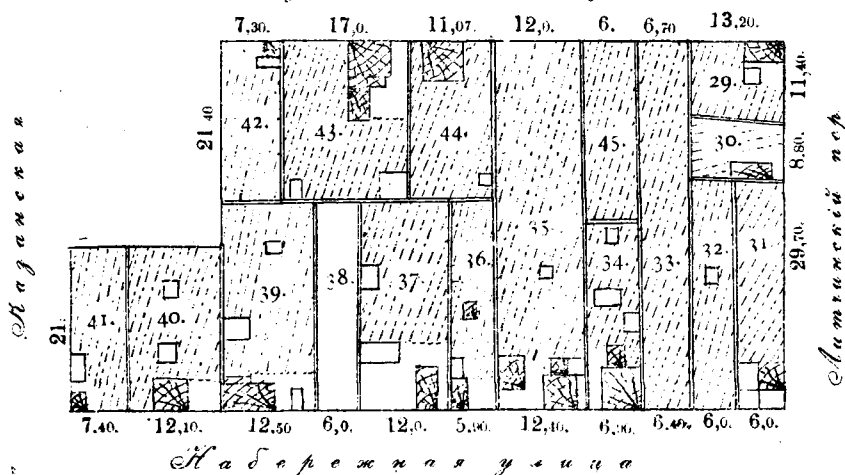 7,30. 17,0. 11,07. 12,0. 6. 6,70 13,20.
Казанская
21 40
42. 43. 44. 45. 29. 30.
11,40.
8,80.
Литчинскій пер
41. 40. 39. 38. 37. 36. 35. 34. 33. 32. 31.
21.
29,70.
7,40. 12,10. 12,50 6,0. 12,0. 5,90. 12,40. 6,90. 6,40. 6,0. 6,0.
Набережная улица